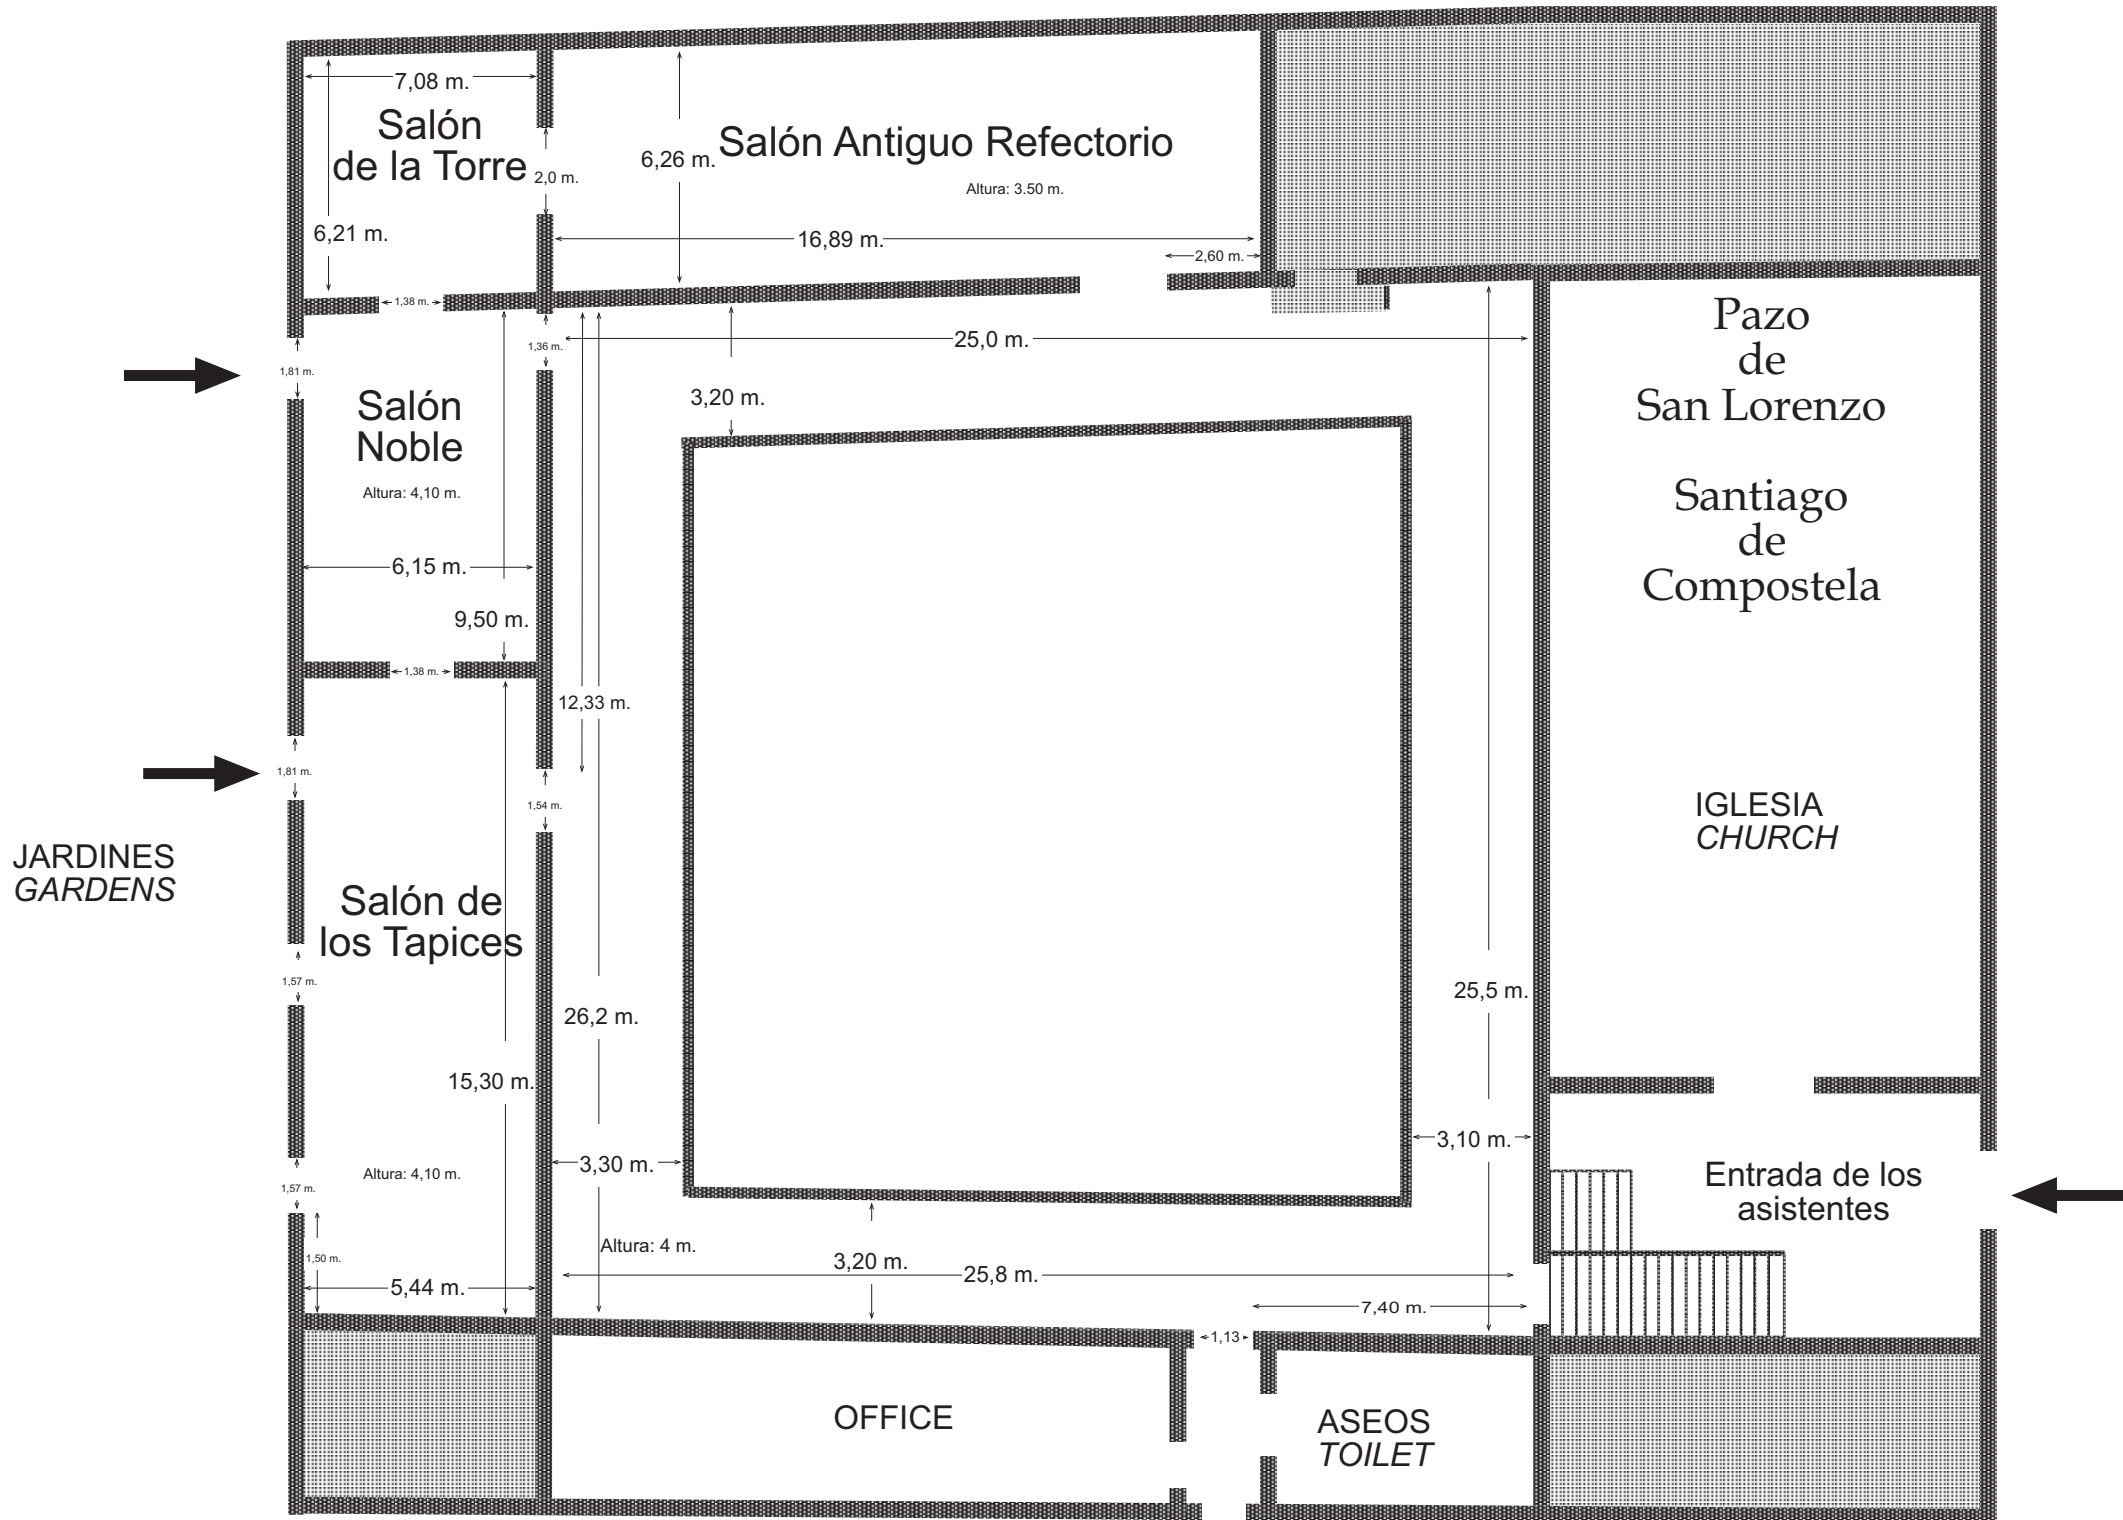 7,08 m.
Salón
de la Torre
2,0 m.
6,21 m.
1,38 m.
6,26 m.
Salón Antiguo Refectorio
Altura: 3.50 m.
16,89 m.
2,60 m.
1,81 m.
1,36 m.
Salón
Noble
Altura: 4,10 m.
6,15 m.
9,50 m.
1,38 m.
25,0 m.
3,20 m.
12,33 m.
Pazo
de
San Lorenzo
Santiago
de
Compostela
1,81 m.
1,54 m.
JARDINES
GARDENS
Salón de
los Tapices
1,57 m.
15,30 m.
26,2 m.
25,5 m.
IGLESIA
CHURCH
Altura: 4,10 m.
1,57 m.
1,50 m.
5,44 m.
3,30 m.
3,10 m.
Altura: 4 m.
3,20 m.
25,8 m.
7,40 m.
1,13
Entrada de los
asistentes
OFFICE
ASEOS
TOILET